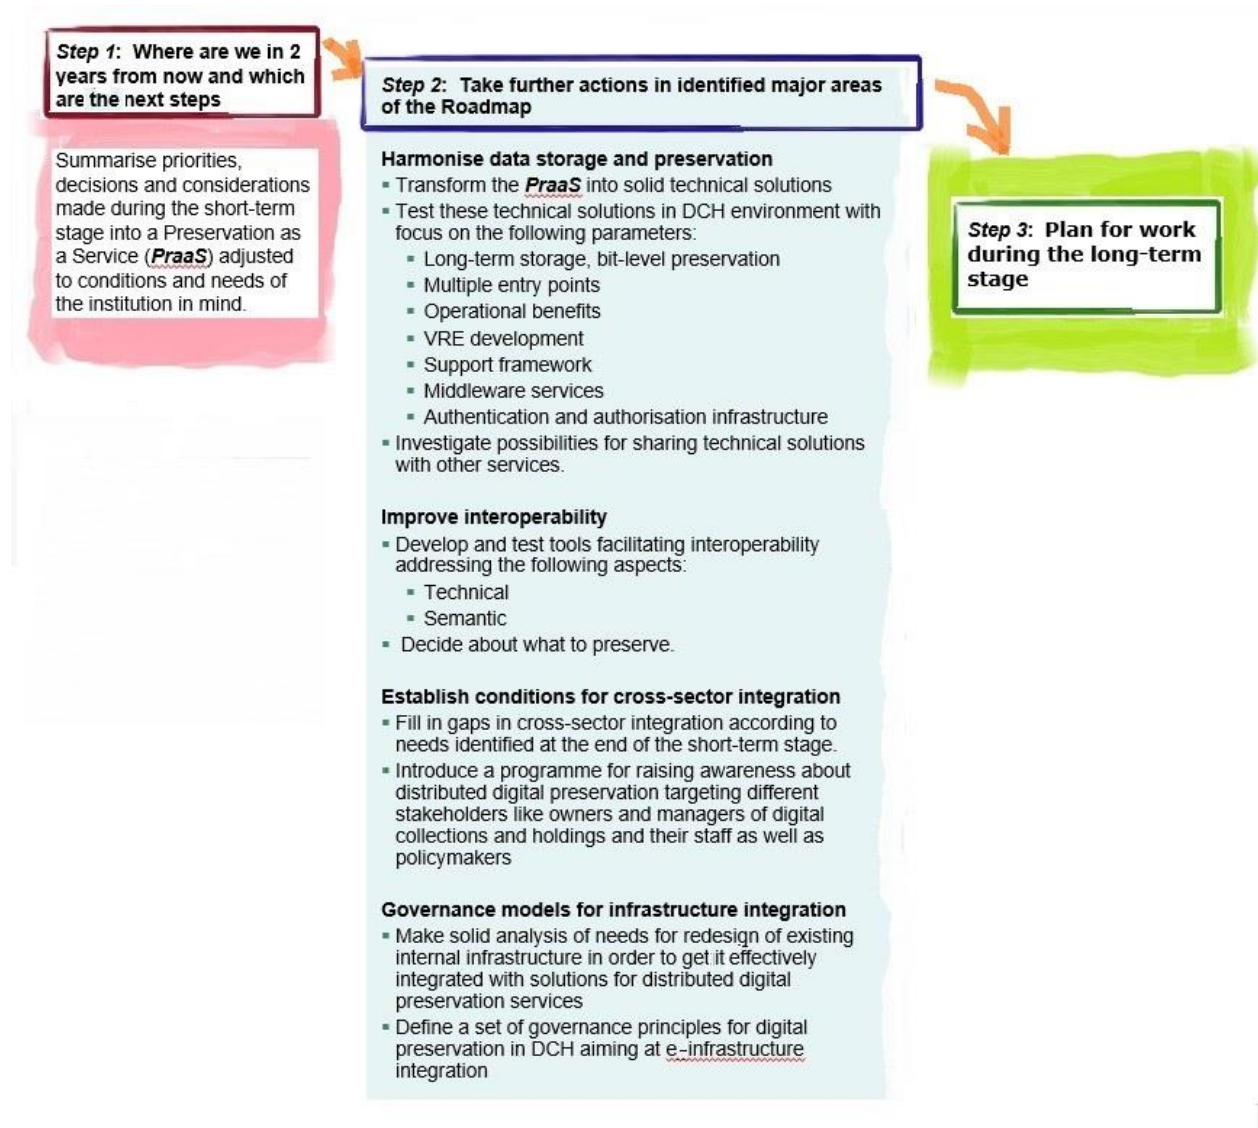 Step 1: Where are we in 2
years from now and which
are the next steps
Summarise priorities,
decisions and considerations
made during the short-term
stage into a Preservation as
a Service (PraaS) adjusted
to conditions and needs of
the institution in mind.
Step 2: Take further actions in identified major areas
of the Roadmap
Harmonise data storage and preservation
▪ Transform the PraaS into solid technical solutions
▪ Test these technical solutions in DCH environment with
focus on the following parameters:
▪ Long-term storage, bit-level preservation
▪ Multiple entry points
▪ Operational benefits
▪ VRE development
▪ Support framework
▪ Middleware services
▪ Authentication and authorisation infrastructure
▪ Investigate possibilities for sharing technical solutions
with other services.
Improve interoperability
▪ Develop and test tools facilitating interoperability
addressing the following aspects:
▪ Technical
▪ Semantic
▪ Decide about what to preserve.
Establish conditions for cross-sector integration
▪ Fill in gaps in cross-sector integration according to
needs identified at the end of the short-term stage.
▪ Introduce a programme for raising awareness about
distributed digital preservation targeting different
stakeholders like owners and managers of digital
collections and holdings and their staff as well as
policymakers
Governance models for infrastructure integration
▪ Make solid analysis of needs for redesign of existing
internal infrastructure in order to get it effectively
integrated with solutions for distributed digital
preservation services
▪ Define a set of governance principles for digital
preservation in DCH aiming at e-infrastructure
integration
Step 3: Plan for work
during the long-term
stage